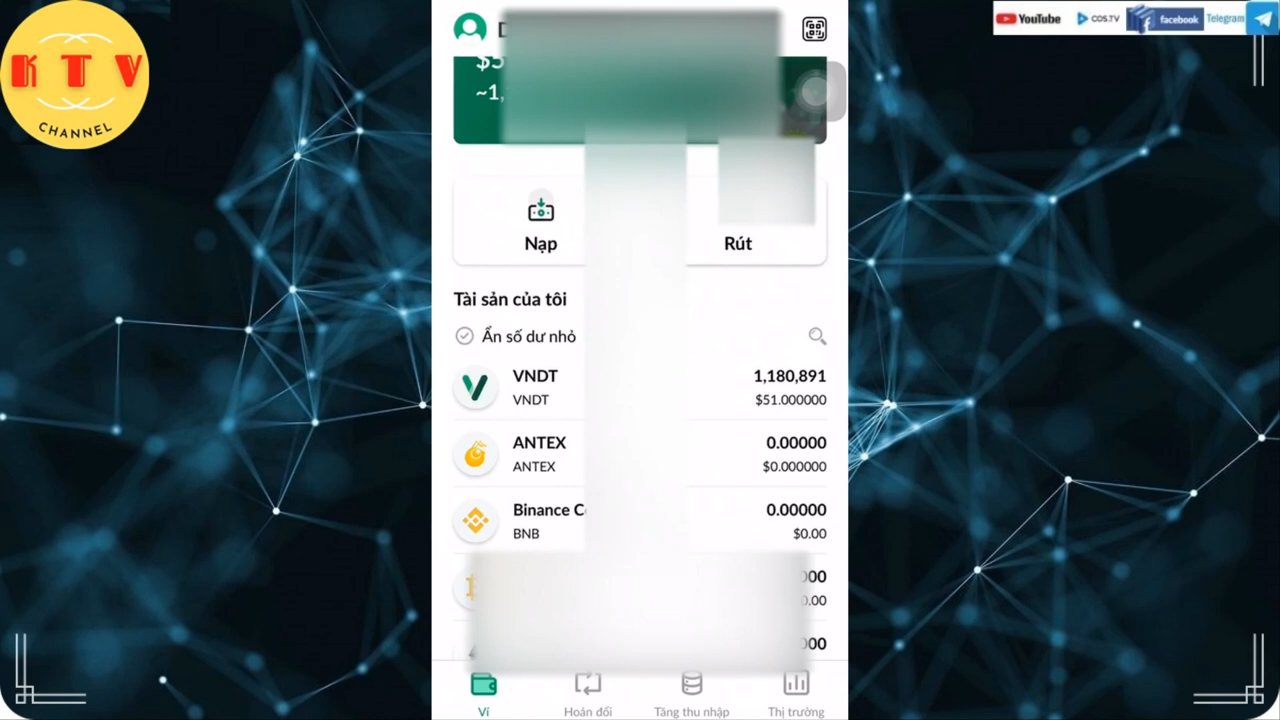 KTV
CHANNEL
YouTube
COS.TV
facebook
Telegram
~1,
Nạp
Rút
Tài sản của tôi
Ẩn số dư nhỏ
VNDT 1,180,891
VNDT $51.000000
ANTEX 0.00000
ANTEX $0.000000
Binance 0.00000
BNB $0.00
Ví
Hoán đổi
Tăng thu nhập
Thị trường